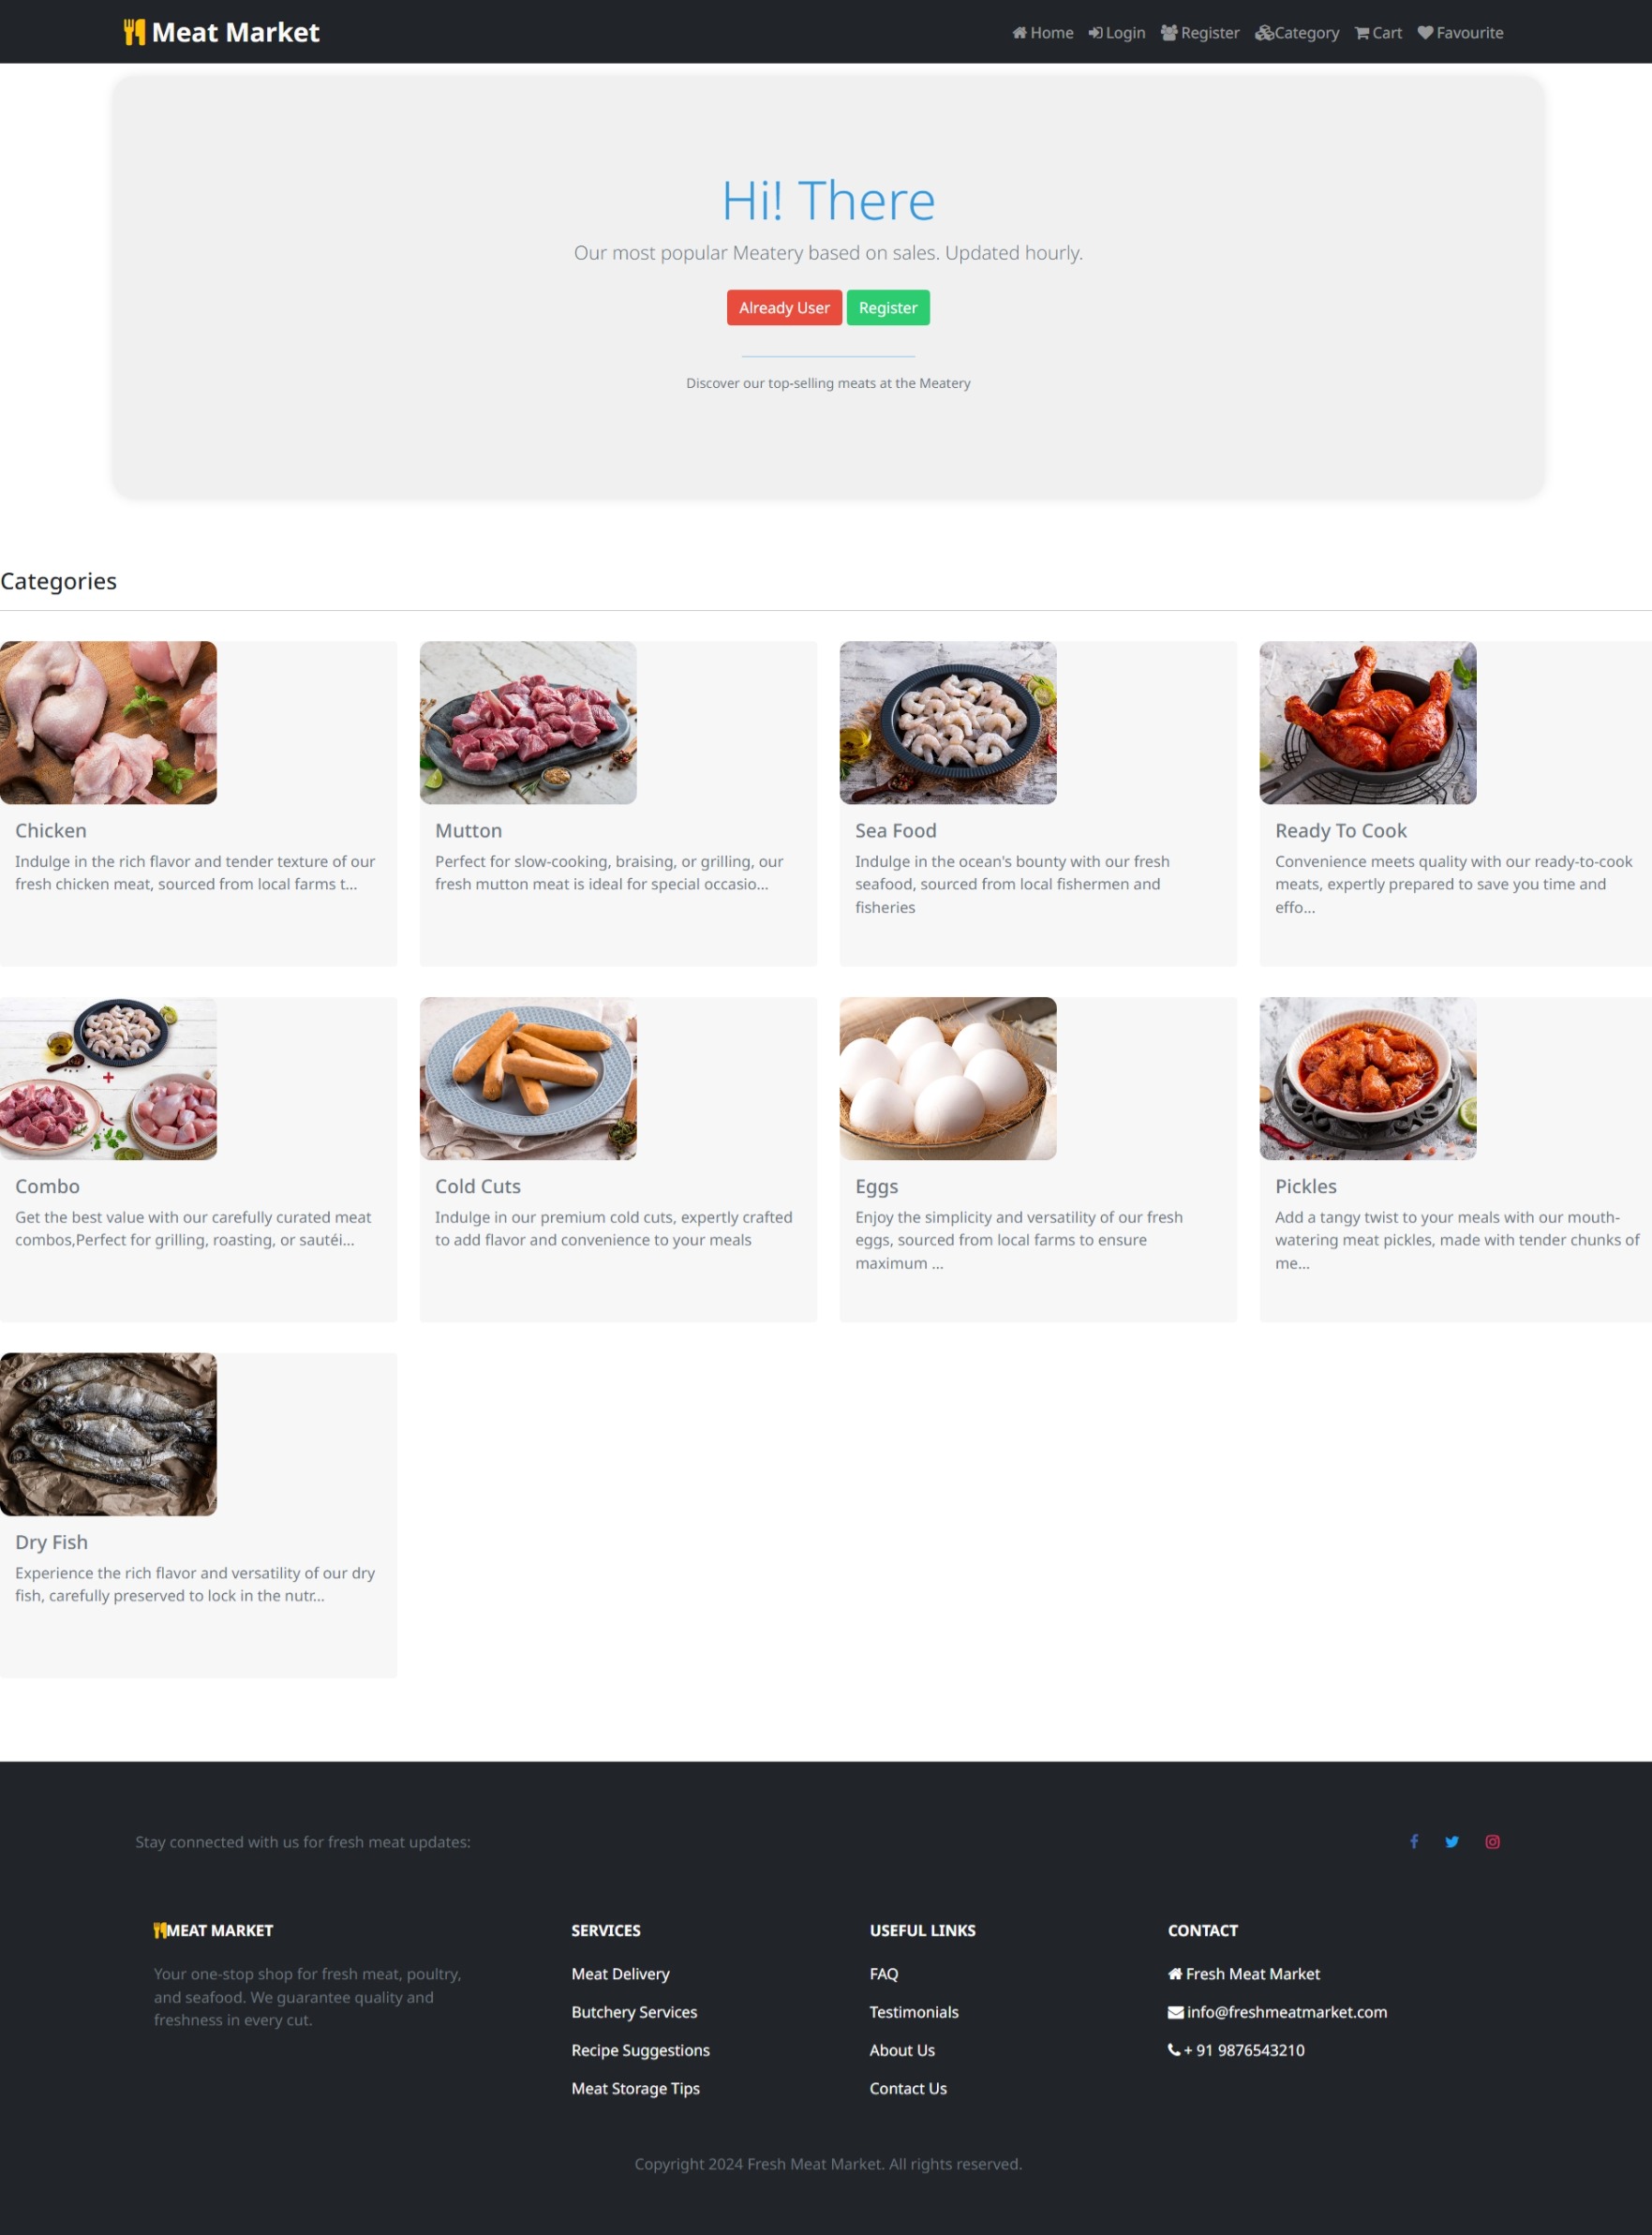 Meat Market
Home Login Register Category Cart Favourite
Hi! There
Our most popular Meatery based on sales. Updated hourly.
Already User Register
Discover our top-selling meats at the Meatery
Categories
Chicken
Indulge in the rich flavor and tender texture of our
fresh chicken meat, sourced from local farms t...
Mutton
Perfect for slow-cooking, braising, or grilling, our
fresh mutton meat is ideal for special occasio...
Sea Food
Indulge in the ocean's bounty with our fresh
seafood, sourced from local fishermen and
fisheries
Ready To Cook
Convenience meets quality with our ready-to-cook
meats, expertly prepared to save you time and
effo...
Combo
Get the best value with our carefully curated meat
combos,Perfect for grilling, roasting, or sautéi...
Cold Cuts
Indulge in our premium cold cuts, expertly crafted
to add flavor and convenience to your meals
Eggs
Enjoy the simplicity and versatility of our fresh
eggs, sourced from local farms to ensure
maximum ...
Pickles
Add a tangy twist to your meals with our mouth-
watering meat pickles, made with tender chunks of
me...
Dry Fish
Experience the rich flavor and versatility of our dry
fish, carefully preserved to lock in the nutr...
Stay connected with us for fresh meat updates:
MEAT MARKET
Your one-stop shop for fresh meat, poultry,
and seafood. We guarantee quality and
freshness in every cut.
SERVICES
Meat Delivery
Butchery Services
Recipe Suggestions
Meat Storage Tips
USEFUL LINKS
FAQ
Testimonials
About Us
Contact Us
CONTACT
Fresh Meat Market
info@freshmeatmarket.com
+ 91 9876543210
Copyright 2024 Fresh Meat Market. All rights reserved.